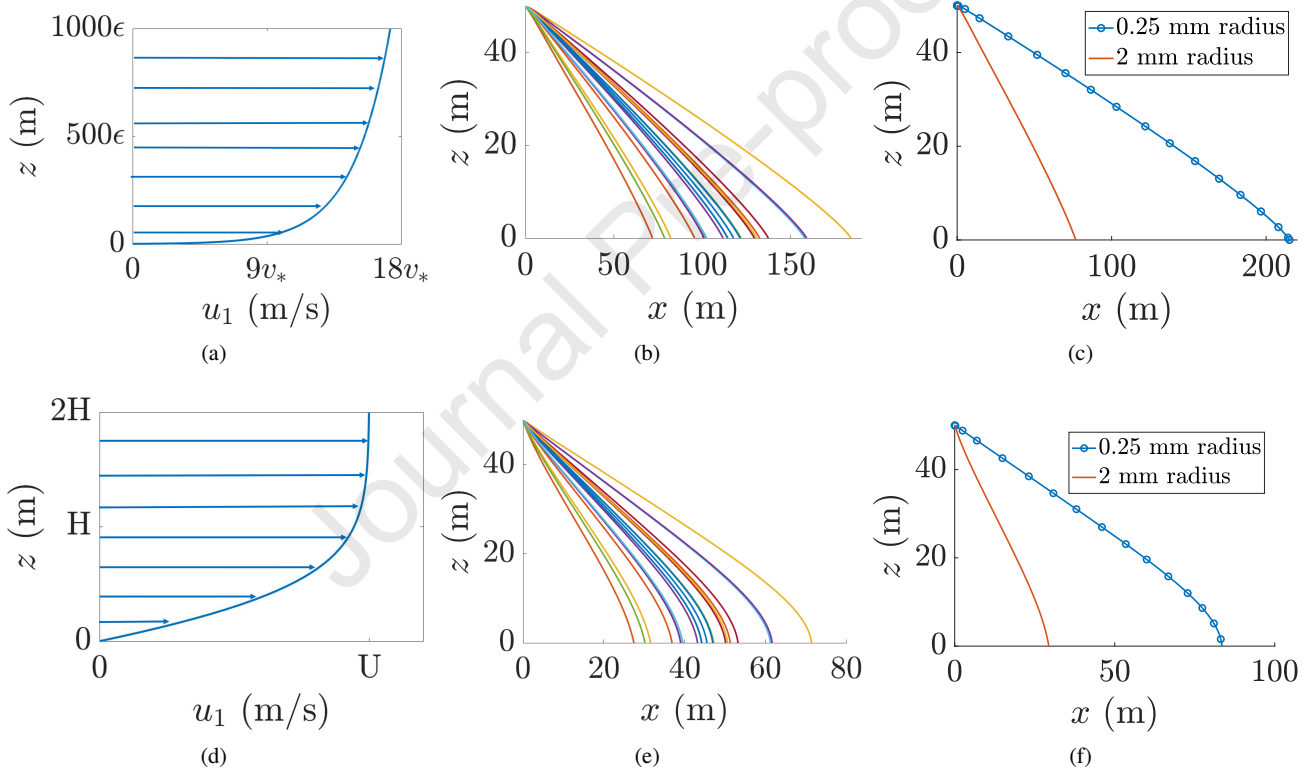 1000ϵ
500ϵ
0
z (m)
0
9v*
18v*
u1 (m/s)
(a)
40
20
0
z (m)
50
100
150
x (m)
(b)
0.25 mm radius
2 mm radius
40
20
0
z (m)
0
100
200
x (m)
(c)
2H
H
0
z (m)
0
U
u1 (m/s)
(d)
40
20
0
z (m)
0
20
40
60
80
x (m)
(e)
0.25 mm radius
2 mm radius
40
20
0
z (m)
0
50
100
x (m)
(f)
Journal Pre-proo